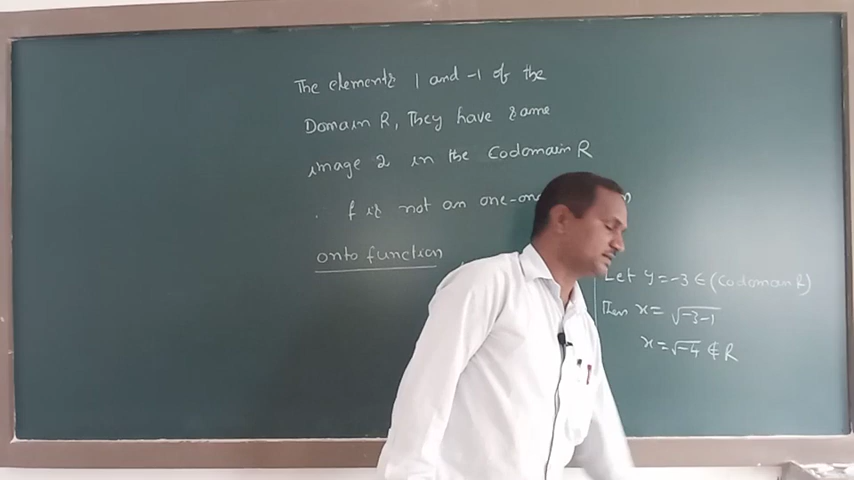 The elements 1 and -1 of the
Domain R, They have same
image 2 in the Codomain R
. f is not an one-one
onto function
Let y = -3 ∈ (Codomain R)
Then x = √-3-1
x = √-4 ∉ R